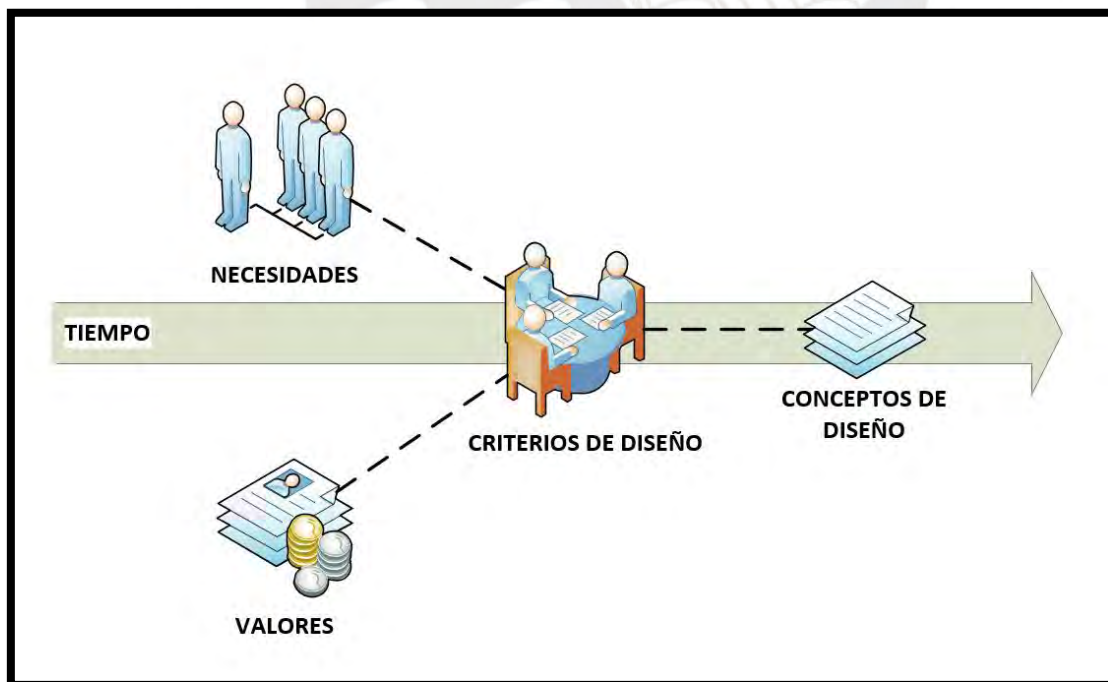 NECESIDADES
TIEMPO
CRITERIOS DE DISEÑO
CONCEPTOS DE
DISEÑO
VALORES